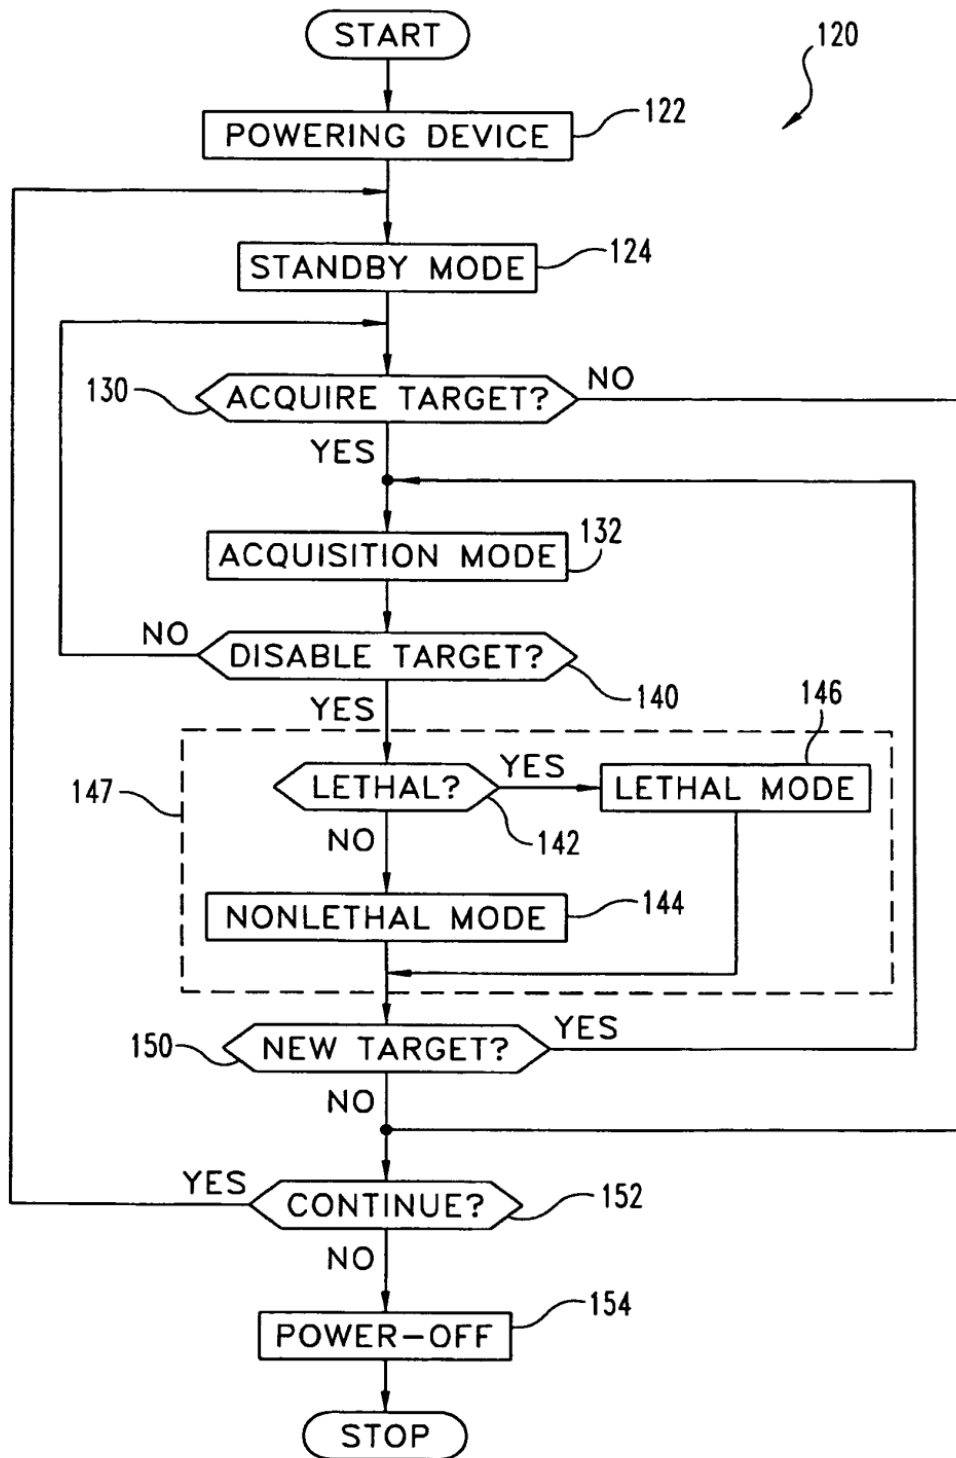 START
120
POWERING DEVICE
122
STANDBY MODE
124
130
ACQUIRE TARGET?
NO
YES
ACQUISITION MODE
132
NO
DISABLE TARGET?
140
YES
146
147
LETHAL?
YES
LETHAL MODE
142
NO
NONLETHAL MODE
144
150
NEW TARGET?
YES
NO
YES
CONTINUE?
152
NO
154
POWER-OFF
STOP